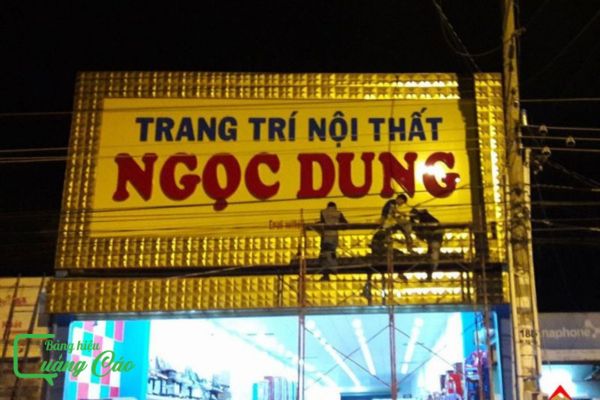 TRANG TRÍ NỘI THẤT
NGỌC DUNG
Bảng hiệu
Quảng Cáo